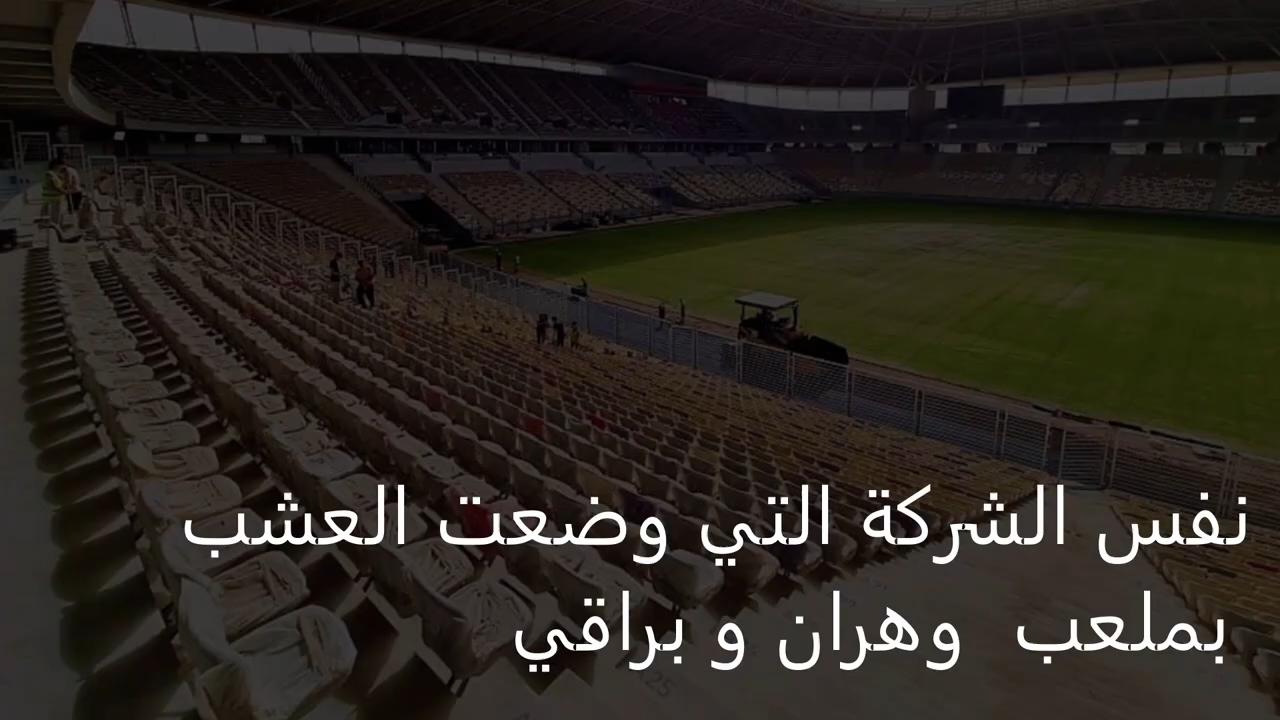 نفس الشركة التي وضعت العشب
بملعب وهران و براقي